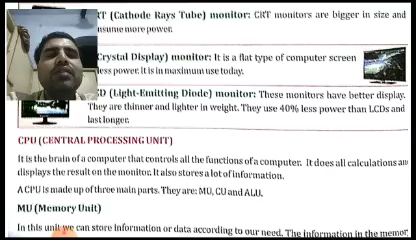 RT (Cathode Rays Tube) monitor: CRT monitors are bigger in size and
nsume more power.
Crystal Display) monitor: It is a flat type of computer screen
less power. It is in maximum use today.
D (Light-Emitting Diode) monitor: These monitors have better display.
They are thinner and lighter in weight. They use 40% less power than LCDs and
last longer.
CPU (CENTRAL PROCESSING UNIT)
It is the brain of a computer that controls all the functions of a computer. It does all calculations an
displays the result on the monitor. It also stores a lot of information.
A CPU is made up of three main parts. They are: MU, CU and ALU.
MU (Memory Unit)
In this unit we can store information or data according to our need. The information in the memor